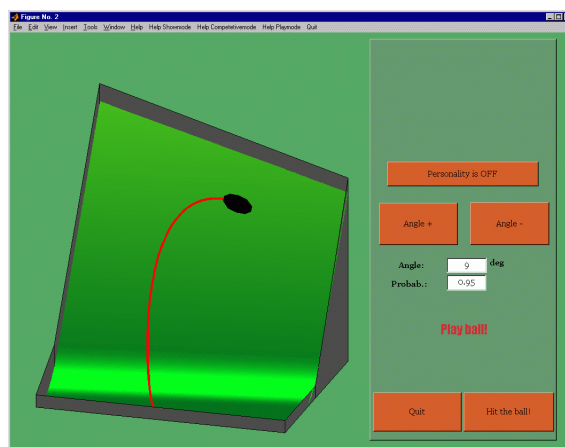 Figure No. 2
File Edit View Insert Tools Window Help Help Showmode Help Competetivemode Help Playmode Quit
Personality is OFF
Angle + Angle -
Angle: 9 deg
Probab.: 0.95
Play ball!
Quit Hit the ball!